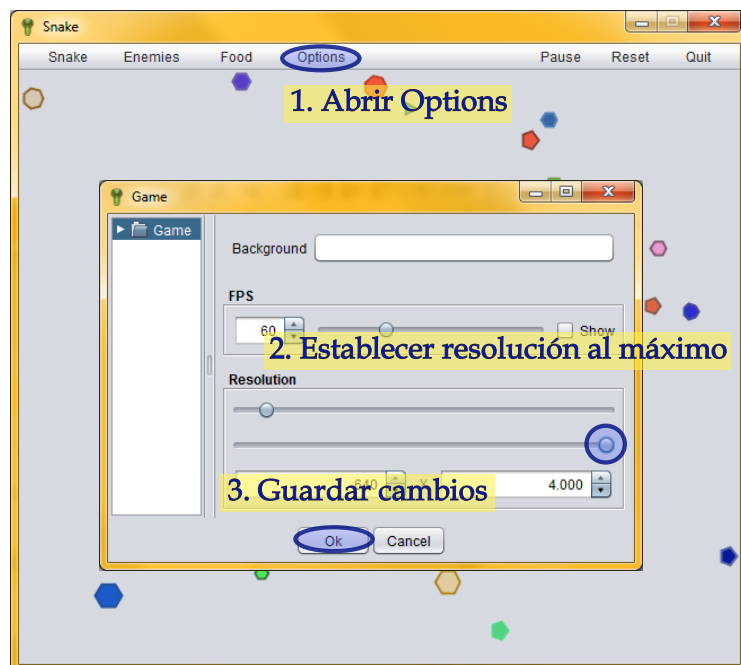 Snake
Snake Enemies Food Options Pause Reset Quit
1. Abrir Options
Game
Game
Background
FPS
60 Show
2. Establecer resolución al máximo
Resolution
640 X 4.000
3. Guardar cambios
Ok Cancel